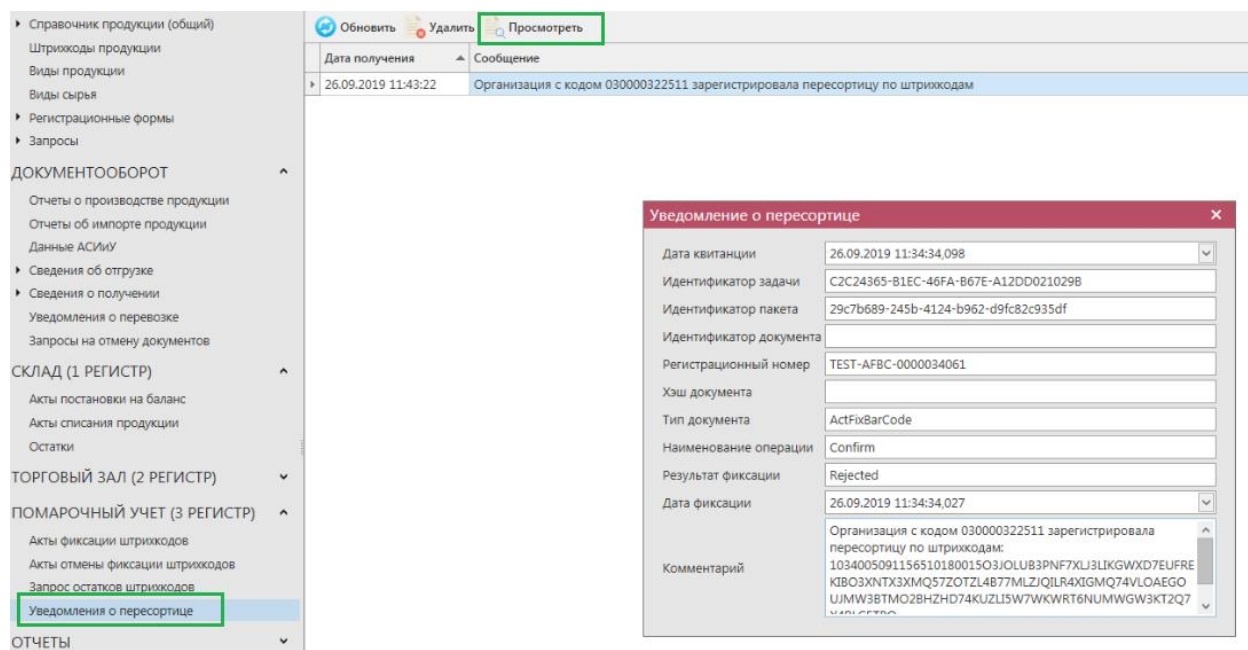 Справочник продукции (общий)
Штрихкоды продукции
Виды продукции
Виды сырья
Регистрационные формы
Запросы
ДОКУМЕНТООБОРОТ
Отчеты о производстве продукции
Отчеты об импорте продукции
Данные АСИиУ
Сведения об отгрузке
Сведения о получении
Уведомления о перевозке
Запросы на отмену документов
СКЛАД (1 РЕГИСТР)
Акты постановки на баланс
Акты списания продукции
Остатки
ТОРГОВЫЙ ЗАЛ (2 РЕГИСТР)
ПОМАРОЧНЫЙ УЧЕТ (3 РЕГИСТР)
Акты фиксации штрихкодов
Акты отмены фиксации штрихкодов
Запрос остатков штрихкодов
Уведомления о пересортице
ОТЧЕТЫ
Обновить Удалить Просмотреть
Дата получения Сообщение
26.09.2019 11:43:22 Организация с кодом 030000322511 зарегистрировала пересортицу по штрихкодам
Уведомление о пересортице
Дата квитанции 26.09.2019 11:34:34,098
Идентификатор задачи C2C24365-B1EC-46FA-B67E-A12DD021029B
Идентификатор пакета 29c7b689-245b-4124-b962-d9fc82c935df
Идентификатор документа
Регистрационный номер TEST-AFBC-0000034061
Хэш документа
Тип документа ActFixBarCode
Наименование операции Confirm
Результат фиксации Rejected
Дата фиксации 26.09.2019 11:34:34,027
Комментарий
Организация с кодом 030000322511 зарегистрировала
пересортицу по штрихкодам:
1034005091156510180015O3JOLUB3PNF7XLJ3LIKGWXD7EUFRE
KIBO3XNTX3XMQ57ZOTZL4B77MLZJQILR4XIGMQ74VLOAEGO
UJMW3BTMO2BHZHD74KUZLI5W7WKWRT6NUMWGW3KT2Q7